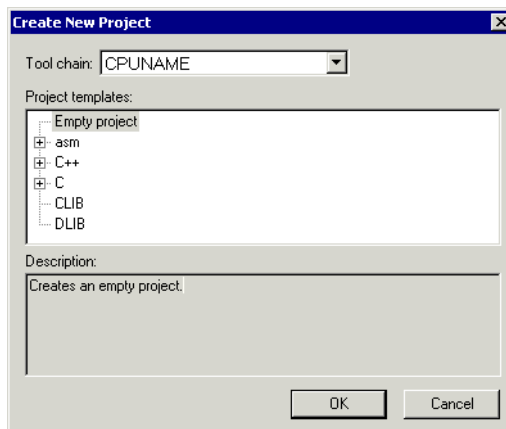 Create New Project
Tool chain: CPUNAME
Project templates:
Empty project
asm
C++
C
CLIB
DLIB
Description:
Creates an empty project.
OK Cancel